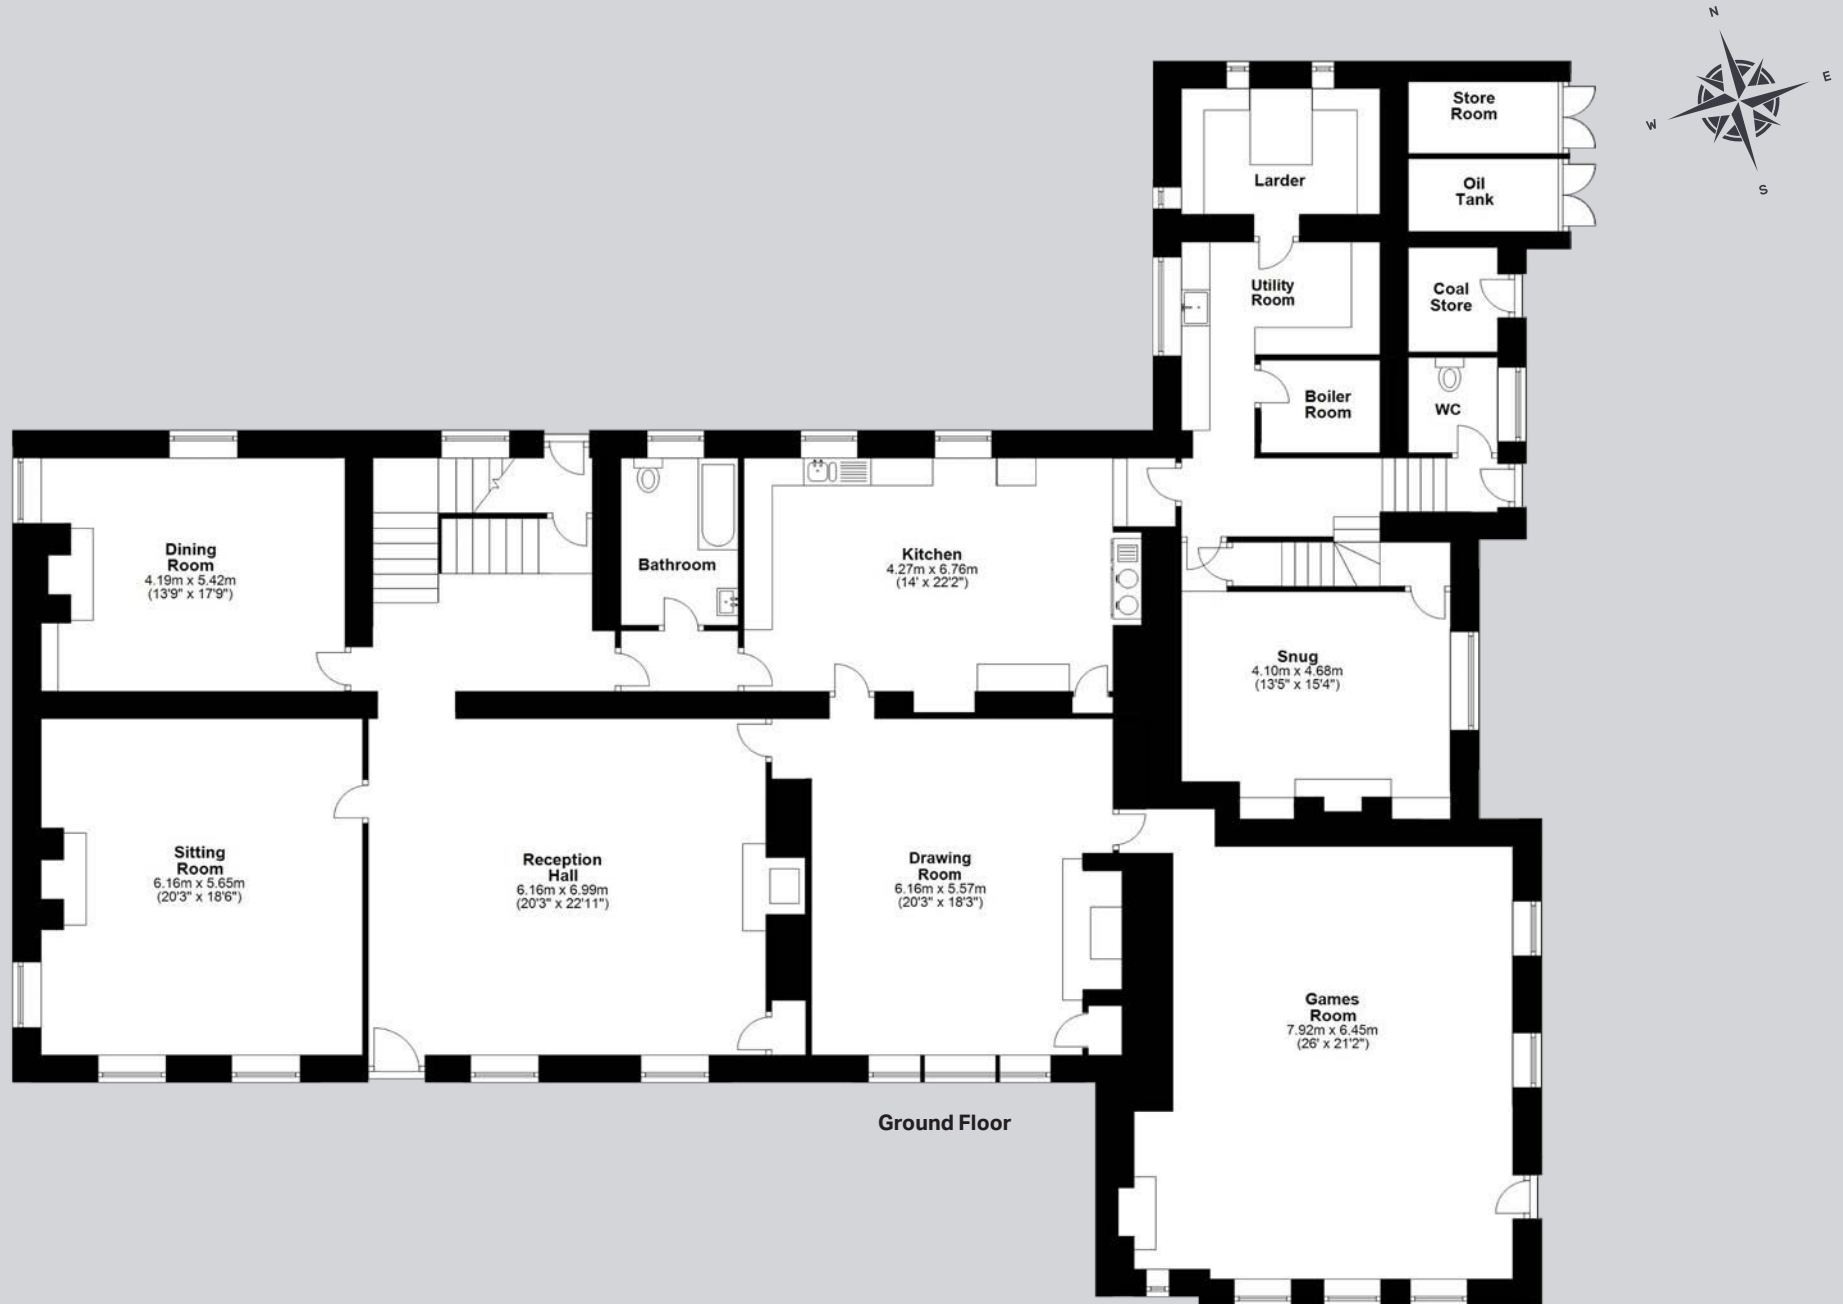 N
E
W
S
Store
Room
Oil
Tank
Larder
Utility
Room
Coal
Store
Boiler
Room
WC
Dining
Room
4.19m x 5.42m
(13'9" x 17'9")
Bathroom
Kitchen
4.27m x 6.76m
(14' x 22'2")
Snug
4.10m x 4.68m
(13'5" x 15'4")
Sitting
Room
6.16m x 5.65m
(20'3" x 18'6")
Reception
Hall
6.16m x 6.99m
(20'3" x 22'11")
Drawing
Room
6.16m x 5.57m
(20'3" x 18'3")
Games
Room
7.92m x 6.45m
(26' x 21'2")
Ground Floor